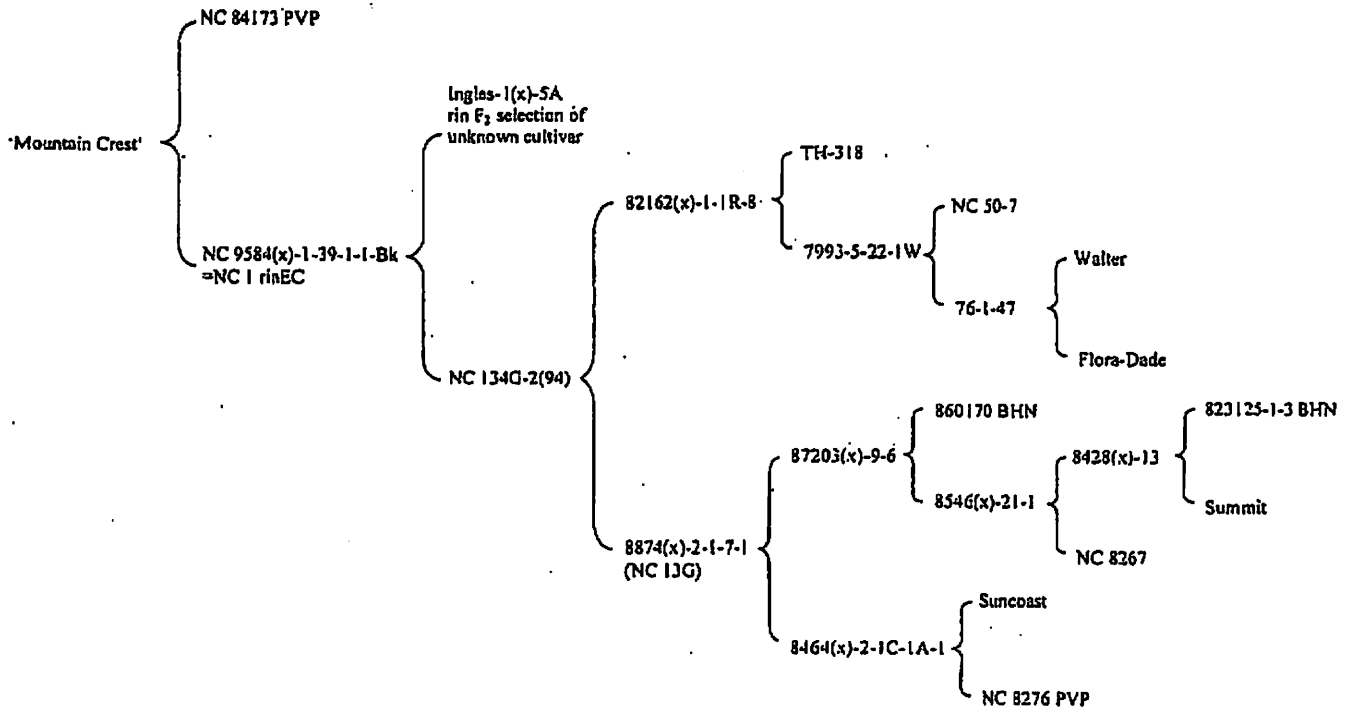 NC 84173 PVP
Ingles-1(x)-5A
rin F₂ selection of
unknown cultivar
'Mountain Crest'
TH-318
82162(x)-1-1R-8
NC 50-7
7993-5-22-1W
NC 9584(x)-1-39-1-1-Bk
=NC 1 rinEC
Walter
76-1-47
Flora-Dade
NC 134G-2(94)
860170 BHN
823125-1-3 BHN
87203(x)-9-6
8428(x)-13
8546(x)-21-1
Summit
8874(x)-2-1-7-1
(NC 13G)
NC 8267
Suncoast
8464(x)-2-1C-1A-1
NC 8276 PVP